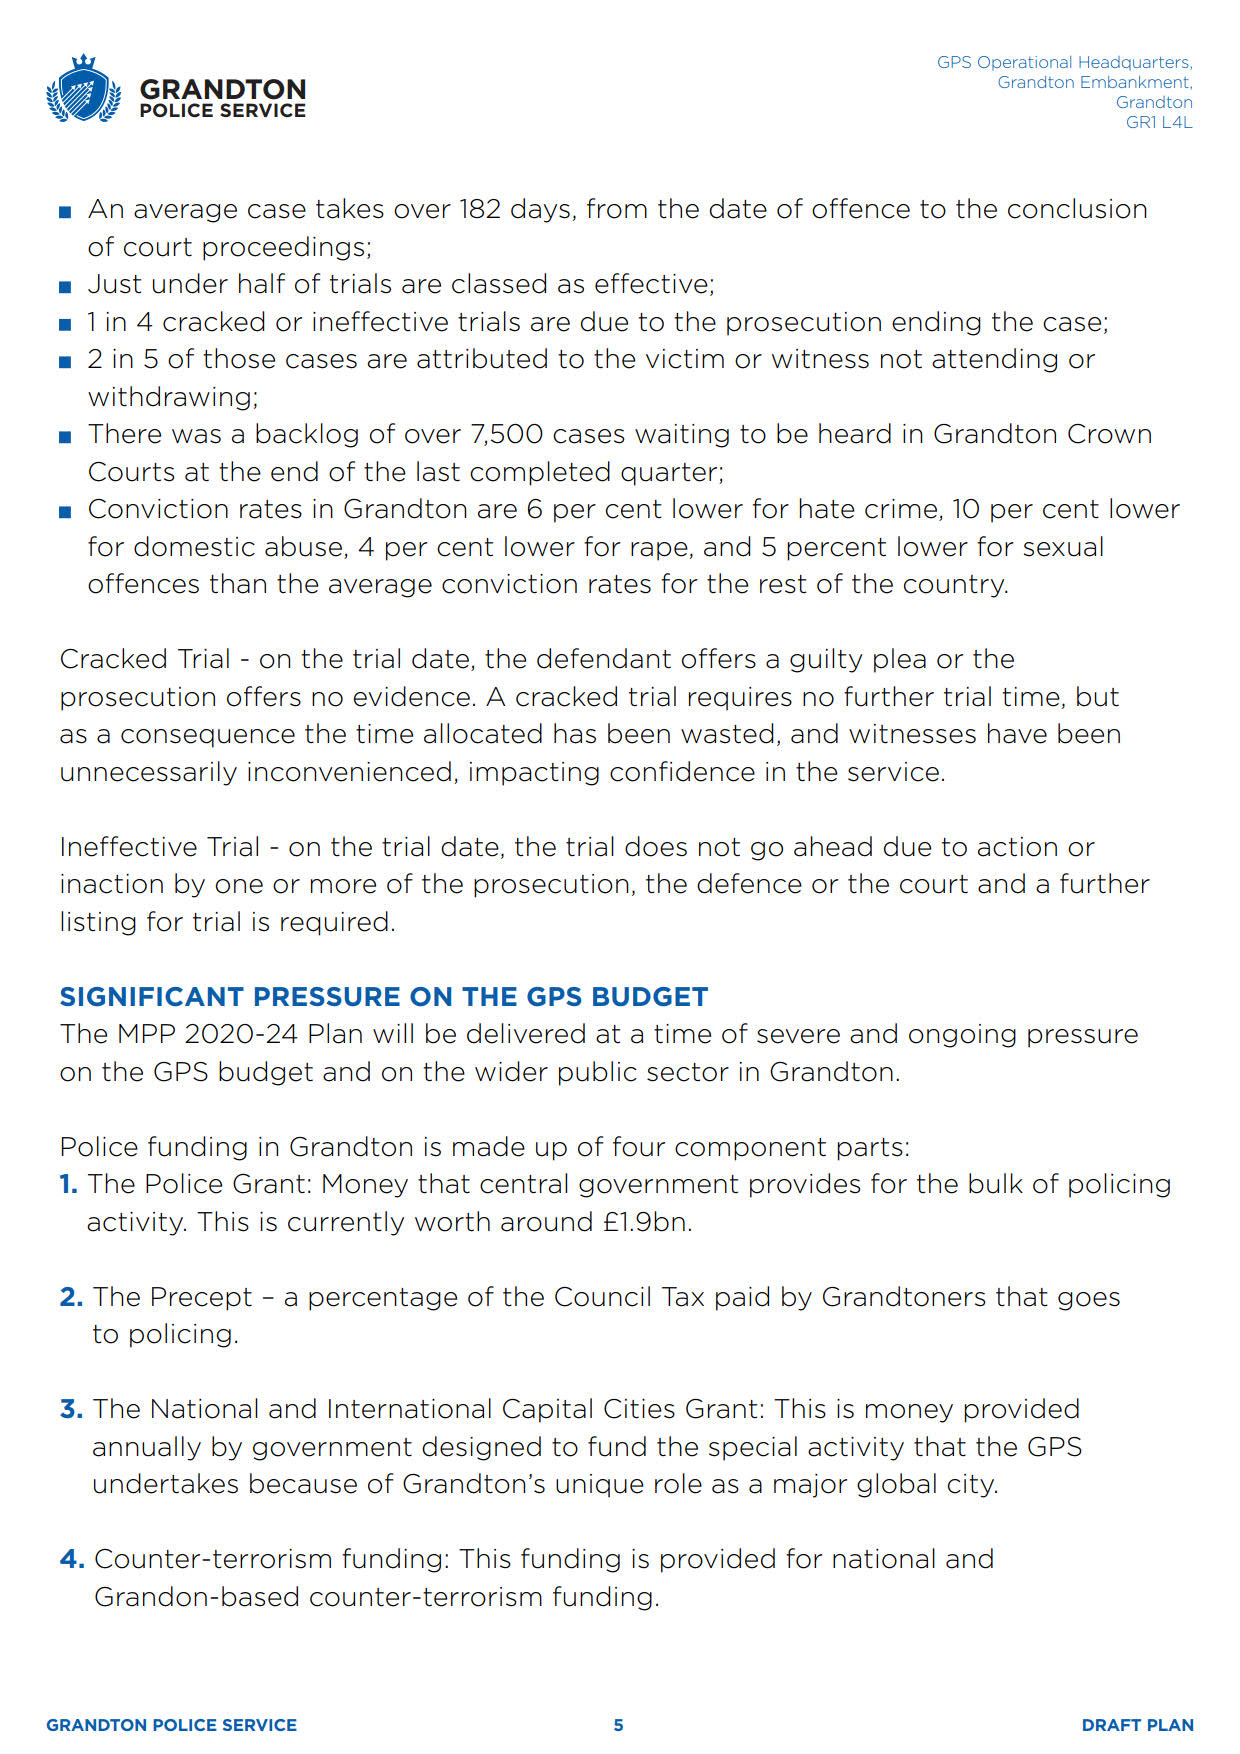 GRANDTON
POLICE SERVICE
GPS Operational Headquarters,
Grandton Embankment,
Grandton
GR1 L4L
■ An average case takes over 182 days, from the date of offence to the conclusion
of court proceedings;
■ Just under half of trials are classed as effective;
■ 1 in 4 cracked or ineffective trials are due to the prosecution ending the case;
■ 2 in 5 of those cases are attributed to the victim or witness not attending or
withdrawing;
■ There was a backlog of over 7,500 cases waiting to be heard in Grandton Crown
Courts at the end of the last completed quarter;
■ Conviction rates in Grandton are 6 per cent lower for hate crime, 10 per cent lower
for domestic abuse, 4 per cent lower for rape, and 5 percent lower for sexual
offences than the average conviction rates for the rest of the country.
Cracked Trial - on the trial date, the defendant offers a guilty plea or the
prosecution offers no evidence. A cracked trial requires no further trial time, but
as a consequence the time allocated has been wasted, and witnesses have been
unnecessarily inconvenienced, impacting confidence in the service.
Ineffective Trial - on the trial date, the trial does not go ahead due to action or
inaction by one or more of the prosecution, the defence or the court and a further
listing for trial is required.
SIGNIFICANT PRESSURE ON THE GPS BUDGET
The MPP 2020-24 Plan will be delivered at a time of severe and ongoing pressure
on the GPS budget and on the wider public sector in Grandton.
Police funding in Grandton is made up of four component parts:
1. The Police Grant: Money that central government provides for the bulk of policing
activity. This is currently worth around £1.9bn.
2. The Precept – a percentage of the Council Tax paid by Grandtoners that goes
to policing.
3. The National and International Capital Cities Grant: This is money provided
annually by government designed to fund the special activity that the GPS
undertakes because of Grandton’s unique role as a major global city.
4. Counter-terrorism funding: This funding is provided for national and
Grandon-based counter-terrorism funding.
GRANDTON POLICE SERVICE
5
DRAFT PLAN